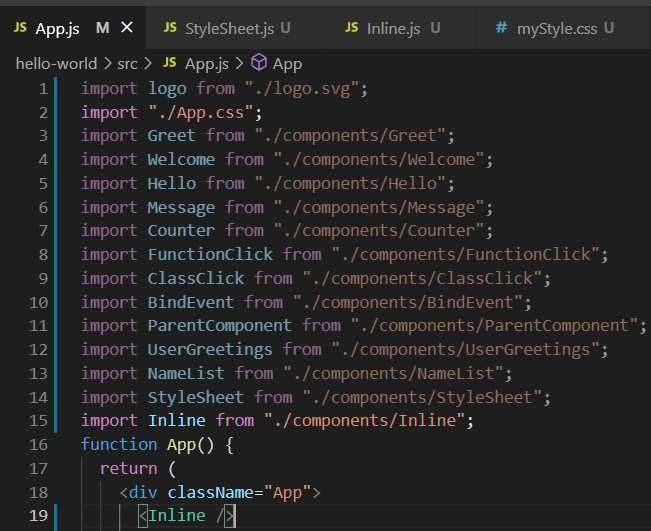 JS App.js M × JS StyleSheet.js U JS Inline.js U # myStyle.css U
hello-world > src > JS App.js > App
1 import logo from "./logo.svg";
2 import "./App.css";
3 import Greet from "./components/Greet";
4 import Welcome from "./components/Welcome";
5 import Hello from "./components/Hello";
6 import Message from "./components/Message";
7 import Counter from "./components/Counter";
8 import FunctionClick from "./components/FunctionClick";
9 import ClassClick from "./components/ClassClick";
10 import BindEvent from "./components/BindEvent";
11 import ParentComponent from "./components/ParentComponent";
12 import UserGreetings from "./components/UserGreetings";
13 import NameList from "./components/NameList";
14 import StyleSheet from "./components/StyleSheet";
15 import Inline from "./components/Inline";
16 function App() {
17 return (
18 <div className="App">
19 <Inline />